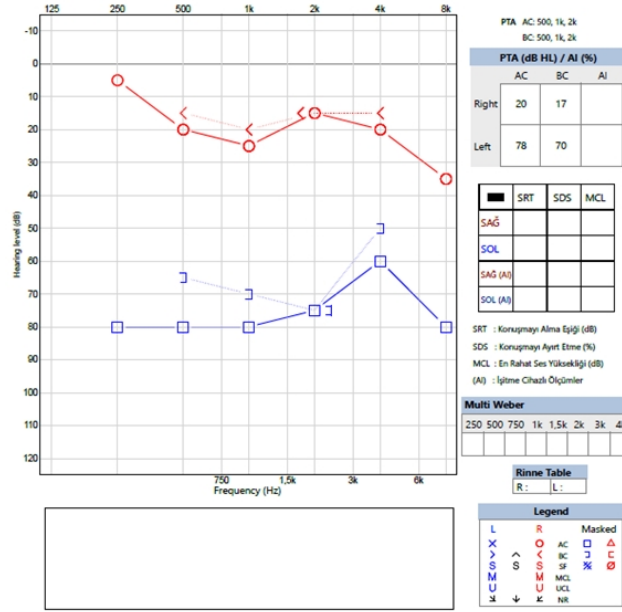 125 250 500 1k 2k 4k 8k
-10
0
10
20
30
40
50
60
70
80
90
100
110
120
Hearing level (dB)
750 1,5k 3k 6k
Frequency (Hz)
PTA AC: 500, 1k, 2k
BC: 500, 1k, 2k
PTA (dB HL) / AI (%)
AC BC AI
Right 20 17
Left 78 70
SRT SDS MCL
SAĞ
SOL
SAĞ (AI)
SOL (AI)
SRT : Konuşmayı Alma Eşiği (dB)
SDS : Konuşmayı Ayırt Etme (%)
MCL : En Rahat Ses Yüksekliği (dB)
(AI) : İşitme Cihazlı Ölçümler
Multi Weber
250 500 750 1k 1,5k 2k 3k
Rinne Table
R : L :
Legend
L R Masked
AC
BC
S S S SF
M M MCL
U U UCL
NR